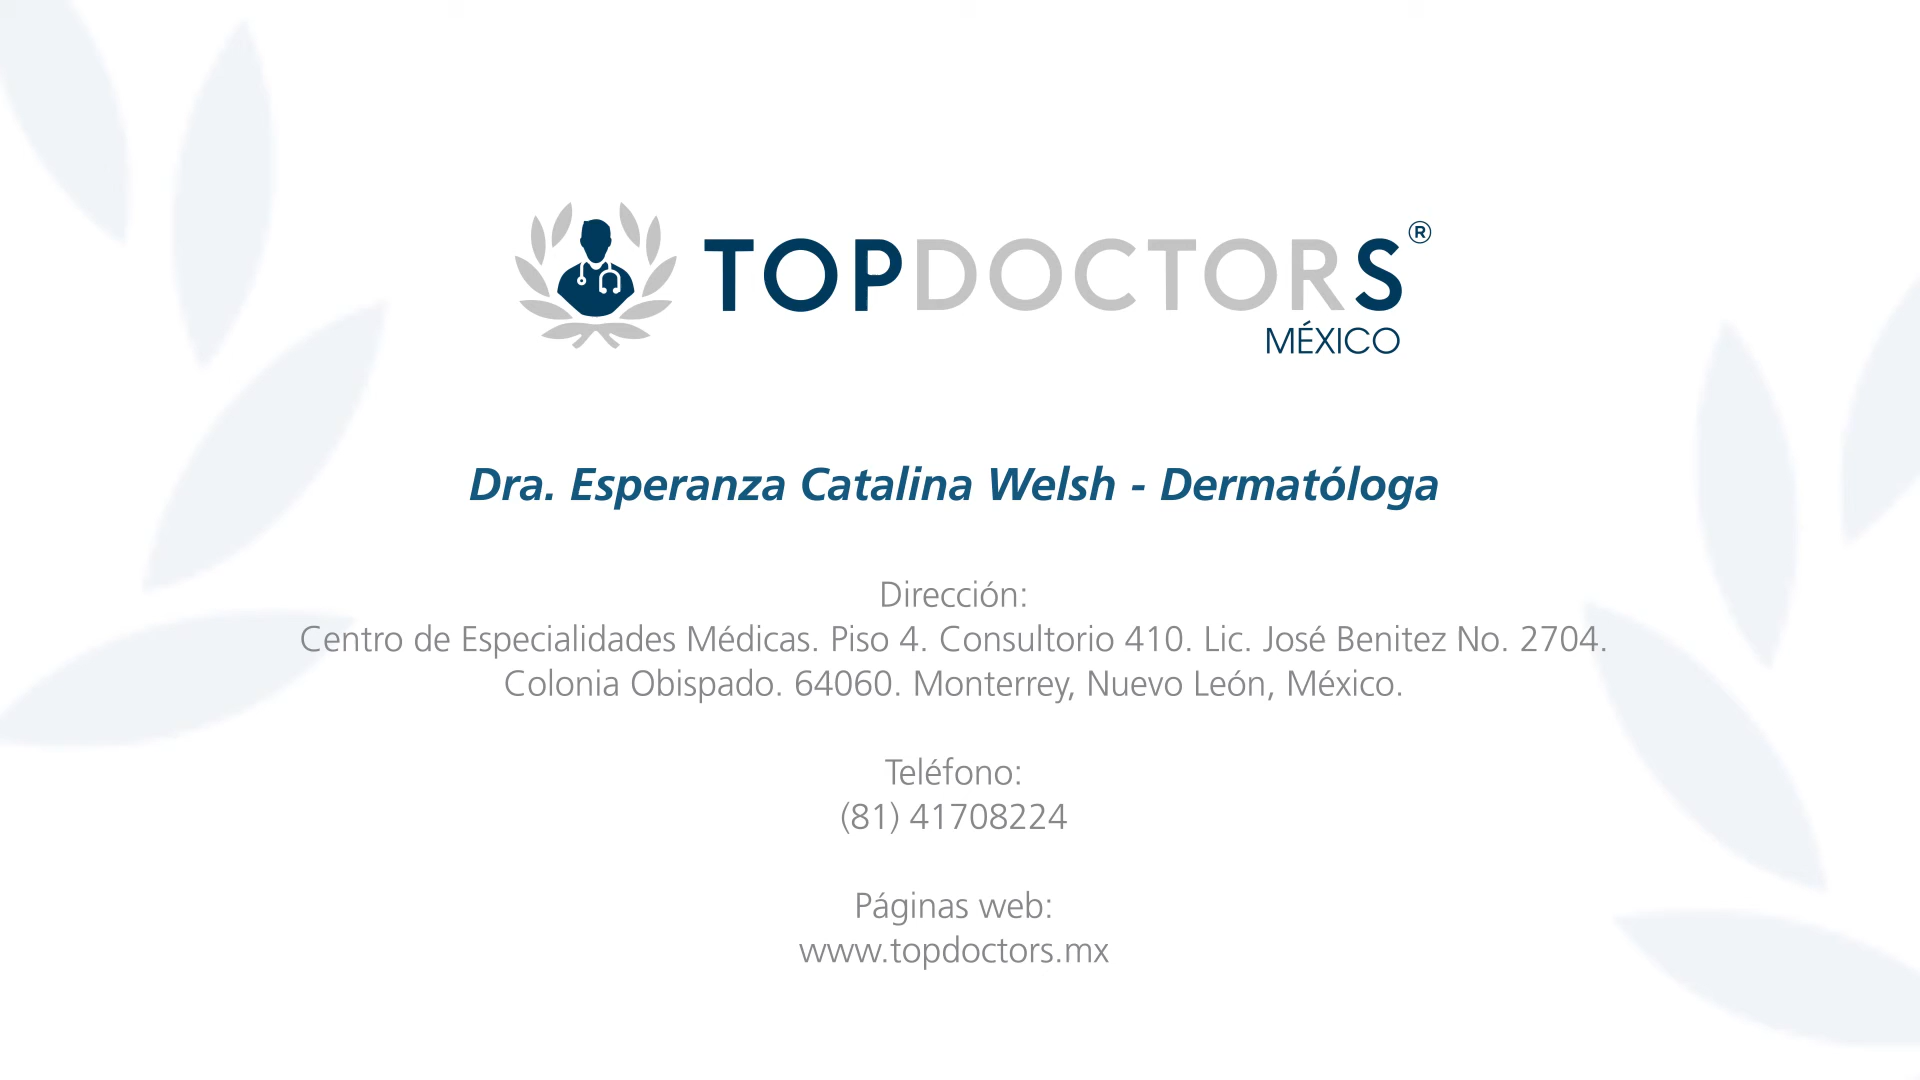 TOPDOCTORS®
MÉXICO
Dra. Esperanza Catalina Welsh - Dermatóloga
Dirección:
Centro de Especialidades Médicas. Piso 4. Consultorio 410. Lic. José Benitez No. 2704.
Colonia Obispado. 64060. Monterrey, Nuevo León, México.
Teléfono:
(81) 41708224
Páginas web:
www.topdoctors.mx